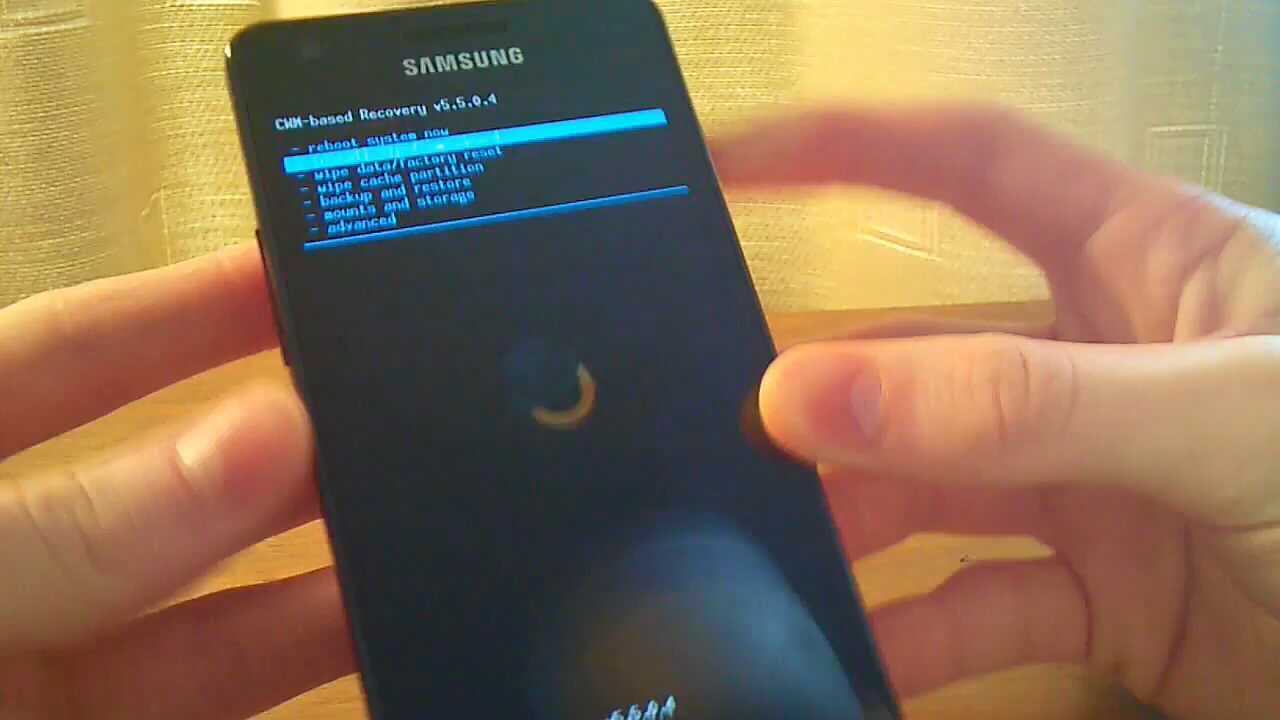 SAMSUNG
CWM-based Recovery v5.5.0.4
- reboot system now
- wipe data/factory reset
- wipe cache partition
- backup and restore
- mounts and storage
- advanced